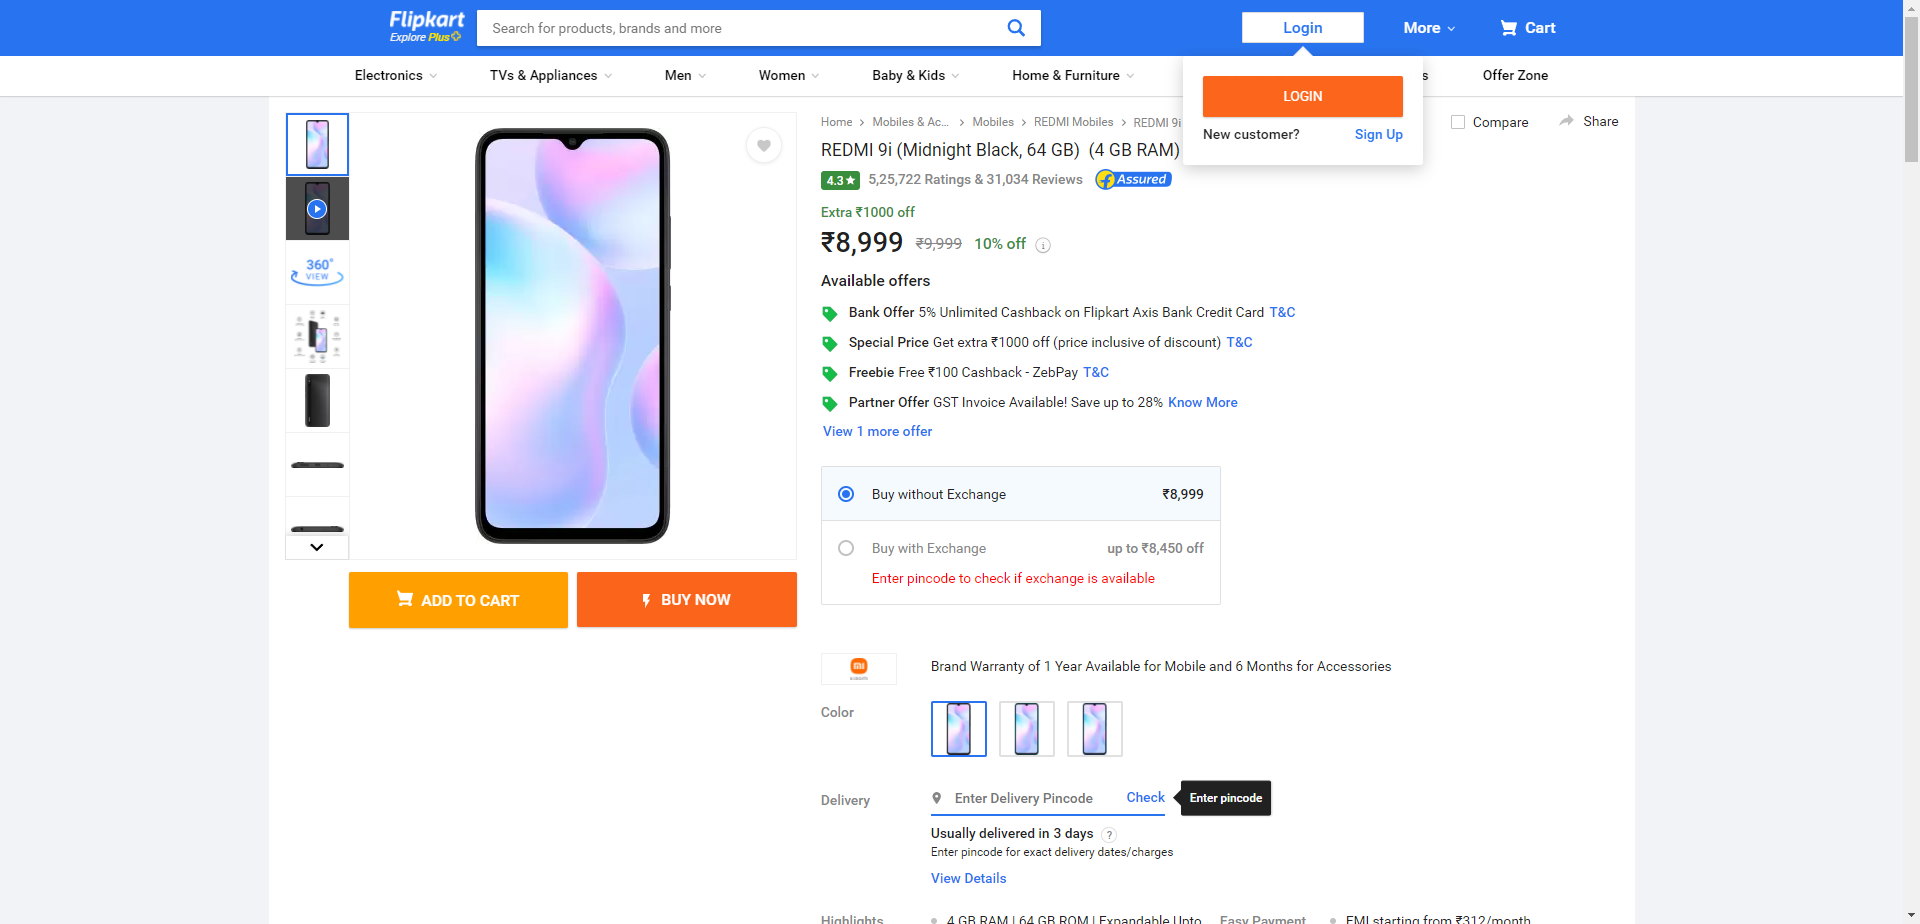 Flipkart
Explore Plus
Search for products, brands and more
Login
More
Cart
Electronics
TVs & Appliances
Men
Women
Baby & Kids
Home & Furniture
s
Offer Zone
LOGIN
New customer?
Sign Up
Home
Mobiles & Ac...
Mobiles
REDMI Mobiles
REDMI 9i
Compare
Share
REDMI 9i (Midnight Black, 64 GB) (4 GB RAM)
4.3★ 5,25,722 Ratings & 31,034 Reviews
Assured
Extra ₹1000 off
₹8,999 ₹9,999 10% off
Available offers
Bank Offer 5% Unlimited Cashback on Flipkart Axis Bank Credit Card T&C
Special Price Get extra ₹1000 off (price inclusive of discount) T&C
Freebie Free ₹100 Cashback - ZebPay T&C
Partner Offer GST Invoice Available! Save up to 28% Know More
View 1 more offer
360°
VIEW
Buy without Exchange ₹8,999
Buy with Exchange up to ₹8,450 off
Enter pincode to check if exchange is available
ADD TO CART
BUY NOW
mi
Brand Warranty of 1 Year Available for Mobile and 6 Months for Accessories
Color
Delivery
Enter Delivery Pincode
Check
Enter pincode
Usually delivered in 3 days ?
Enter pincode for exact delivery dates/charges
View Details
Highlights
4 GB RAM | 64 GB ROM | Expandable Upto
Easy Payment
EMI starting from ₹312/month